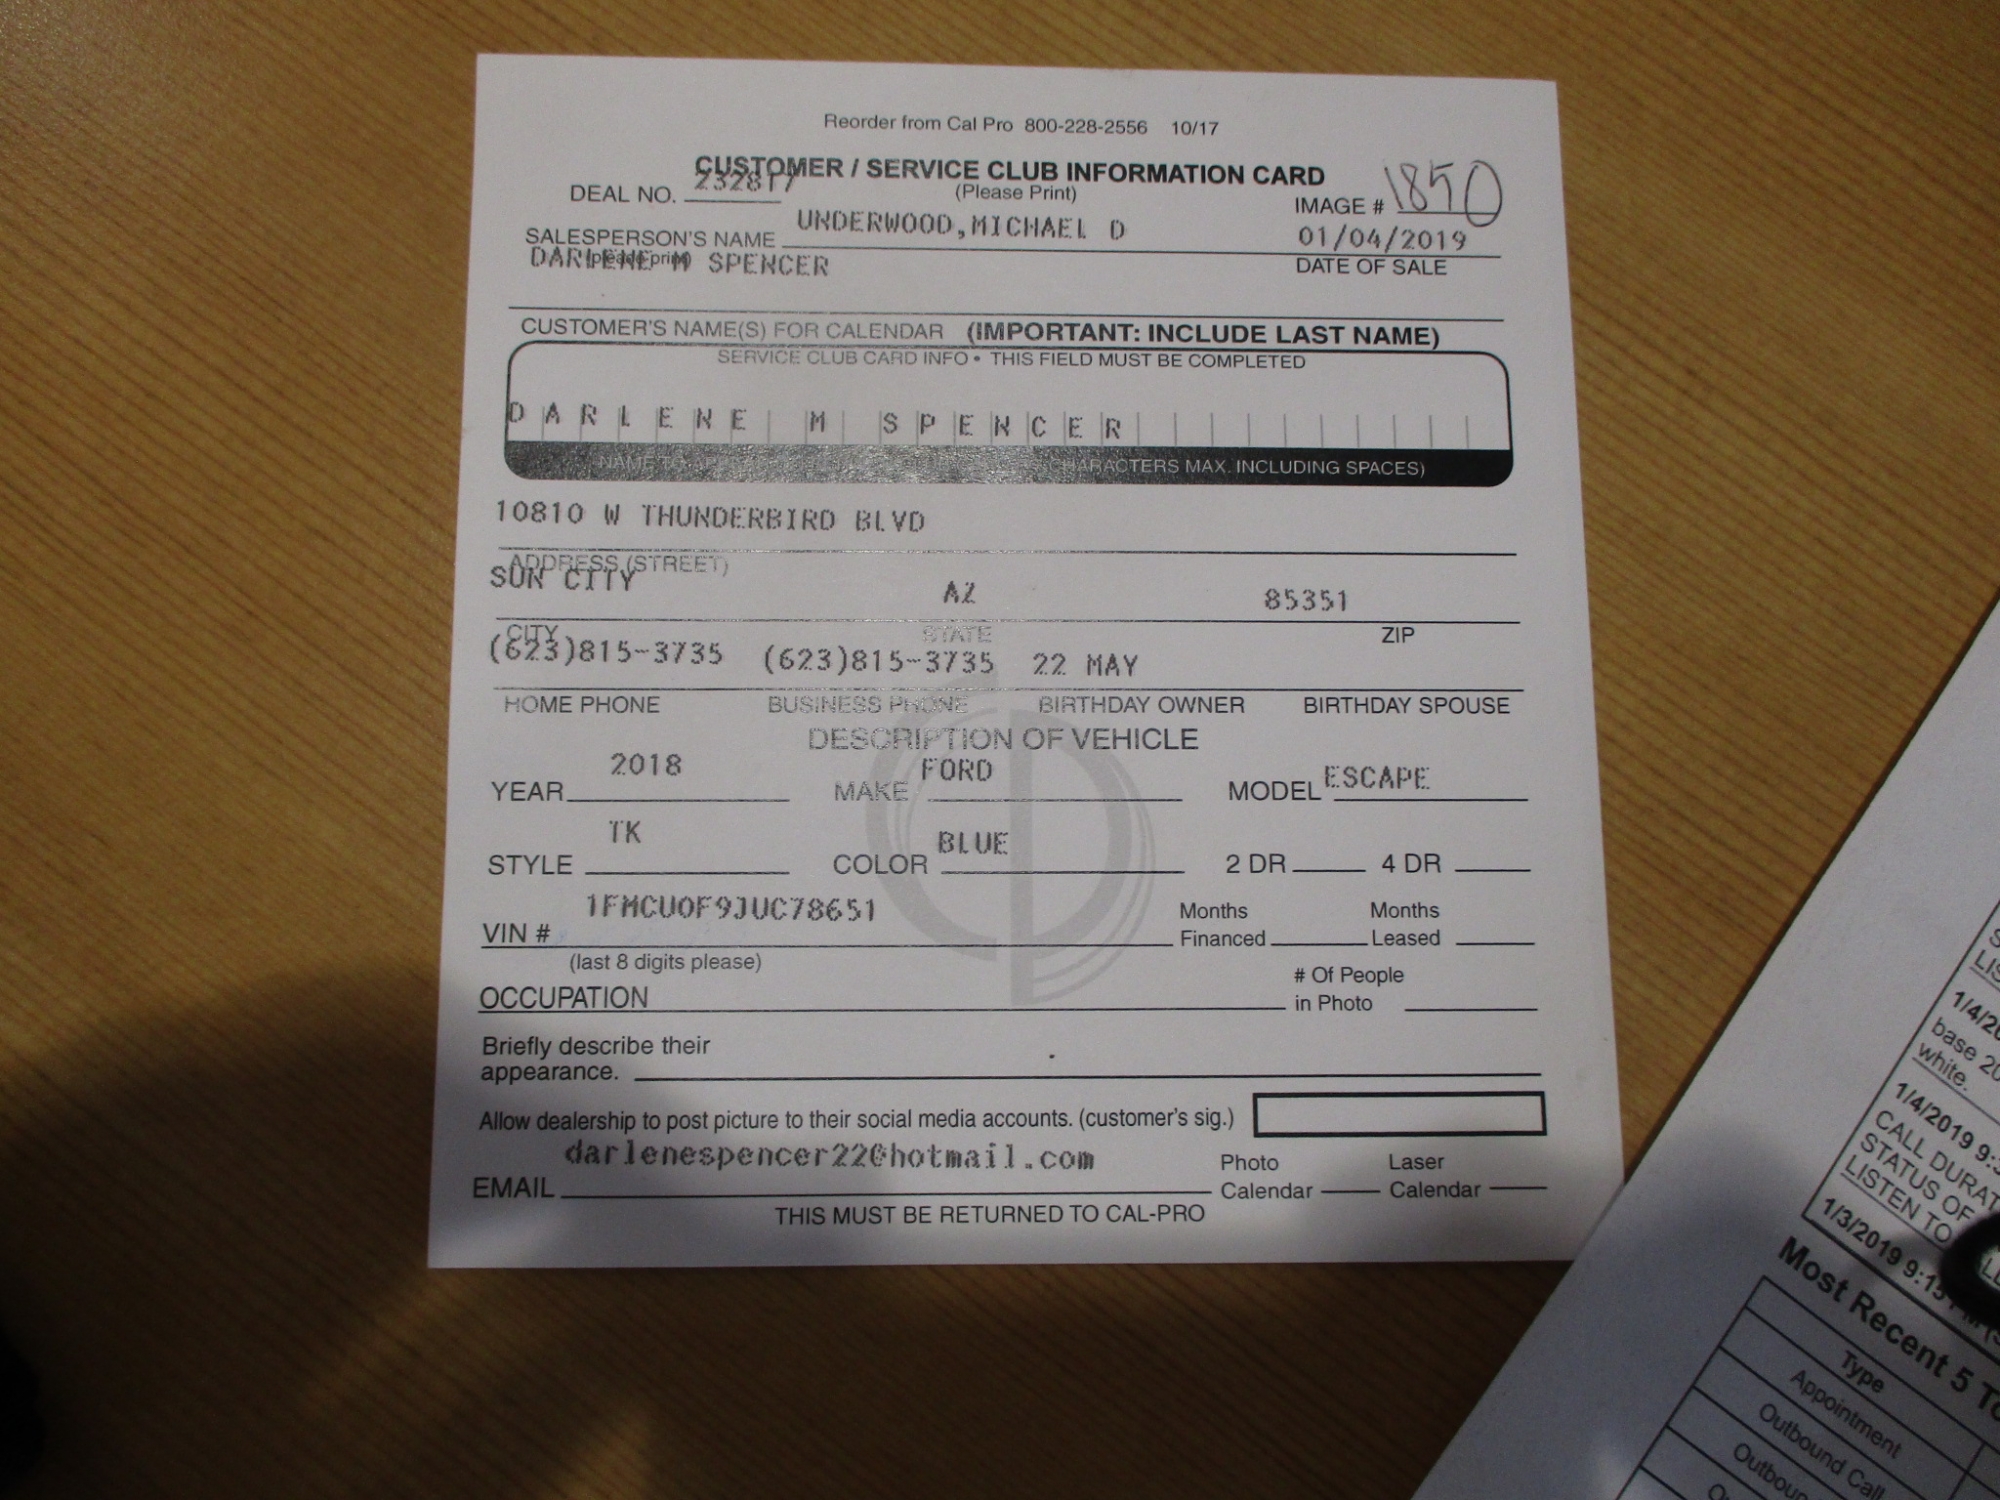 Reorder from Cal Pro 800-228-2556 10/17
CUSTOMER / SERVICE CLUB INFORMATION CARD
DEAL NO. 232817 (Please Print) IMAGE # 1850
SALESPERSON'S NAME UNDERWOOD,MICHAEL D 01/04/2019
(please print) DATE OF SALE
DARLENE M SPENCER
CUSTOMER'S NAME(S) FOR CALENDAR (IMPORTANT: INCLUDE LAST NAME)
SERVICE CLUB CARD INFO • THIS FIELD MUST BE COMPLETED
DARLENE M SPENCER
NAME CHARACTERS MAX. INCLUDING SPACES)
10810 W THUNDERBIRD BLVD
ADDRESS (STREET)
SUN CITY AZ 85351
CITY STATE ZIP
(623)815-3735 (623)815-3735 22 MAY
HOME PHONE BUSINESS PHONE BIRTHDAY OWNER BIRTHDAY SPOUSE
DESCRIPTION OF VEHICLE
YEAR 2018 MAKE FORD MODEL ESCAPE
STYLE TK COLOR BLUE 2 DR 4 DR
VIN # 1FMCU0F9JUC78651 Months Financed Months Leased
(last 8 digits please)
OCCUPATION # Of People in Photo
Briefly describe their
appearance.
Allow dealership to post picture to their social media accounts. (customer's sig.)
EMAIL darlenespencer22@hotmail.com Photo Calendar Laser Calendar
THIS MUST BE RETURNED TO CAL-PRO
base
white.
1/4/2019
CALL
STATUS OF
LISTEN TO
1/3/2019
Most Recent 5
Type
Appointment
Outbound Call